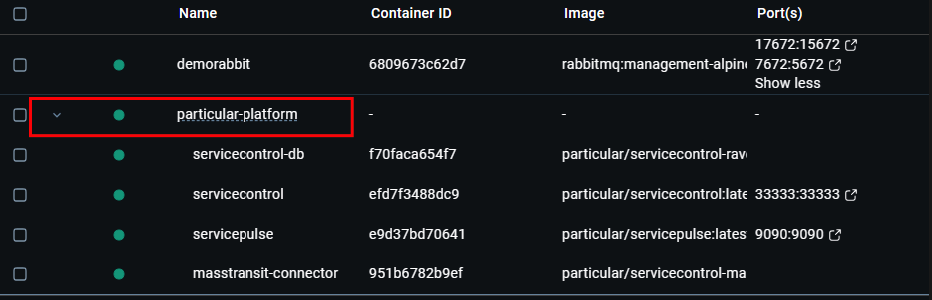 Name Container ID Image Port(s)
17672:15672
demorabbit 6809673c62d7 rabbitmq:management-alpin 7672:5672
Show less
particular-platform - - -
servicecontrol-db f70faca654f7 particular/servicecontrol-rav
servicecontrol efd7f3488dc9 particular/servicecontrol:late 33333:33333
servicepulse e9d37bd70641 particular/servicepulse:lates 9090:9090
masstransit-connector 951b6782b9ef particular/servicecontrol-ma